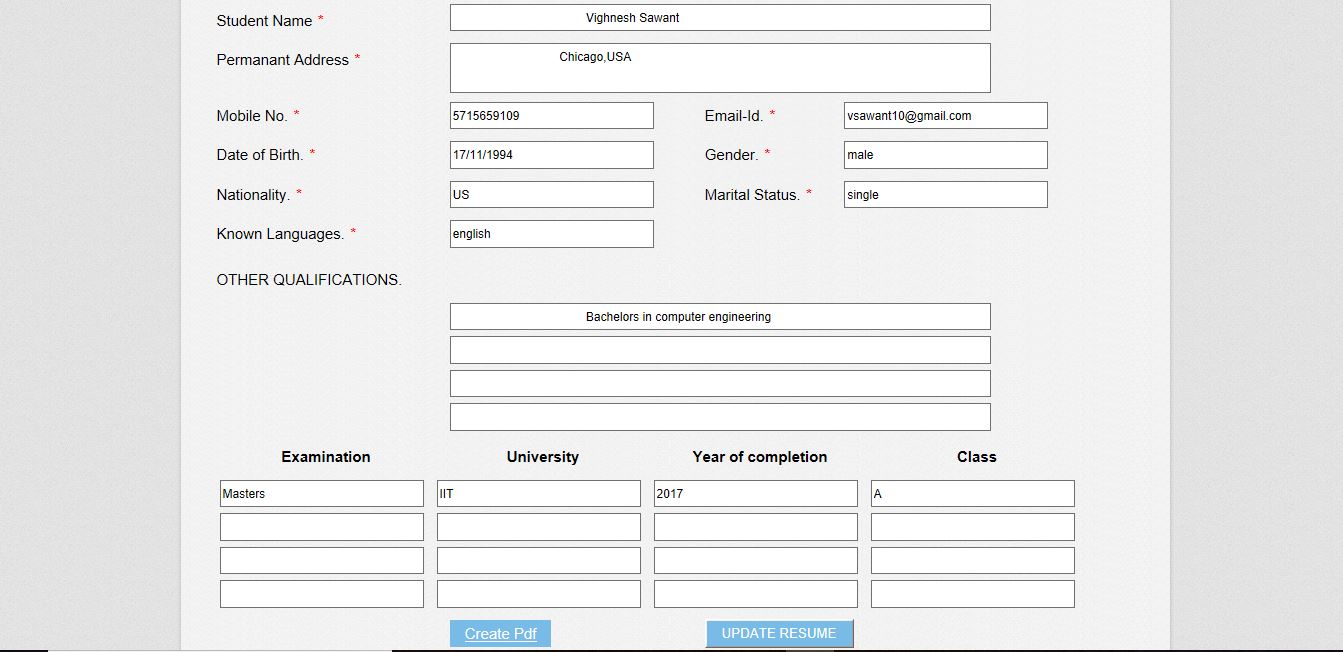 Student Name * Vighnesh Sawant
Permanant Address * Chicago,USA
Mobile No. * 5715659109 Email-Id. * vsawant10@gmail.com
Date of Birth. * 17/11/1994 Gender. * male
Nationality. * US Marital Status. * single
Known Languages. * english
OTHER QUALIFICATIONS.
Bachelors in computer engineering
Examination University Year of completion Class
Masters IIT 2017 A
Create Pdf UPDATE RESUME